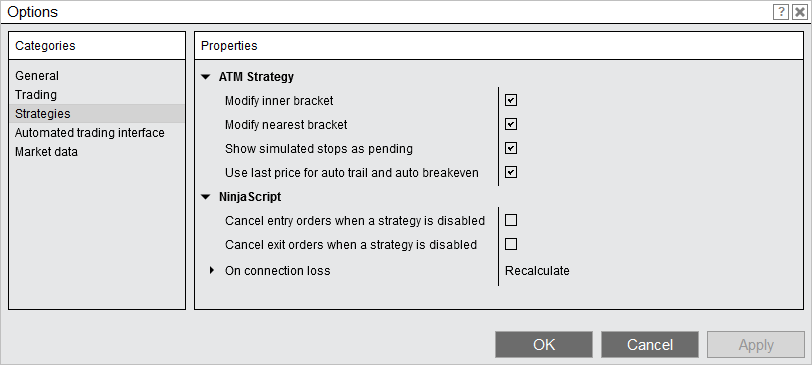 Options
?
Categories
General
Trading
Strategies
Automated trading interface
Market data
Properties
ATM Strategy
Modify inner bracket
Modify nearest bracket
Show simulated stops as pending
Use last price for auto trail and auto breakeven
NinjaScript
Cancel entry orders when a strategy is disabled
Cancel exit orders when a strategy is disabled
On connection loss Recalculate
OK Cancel Apply